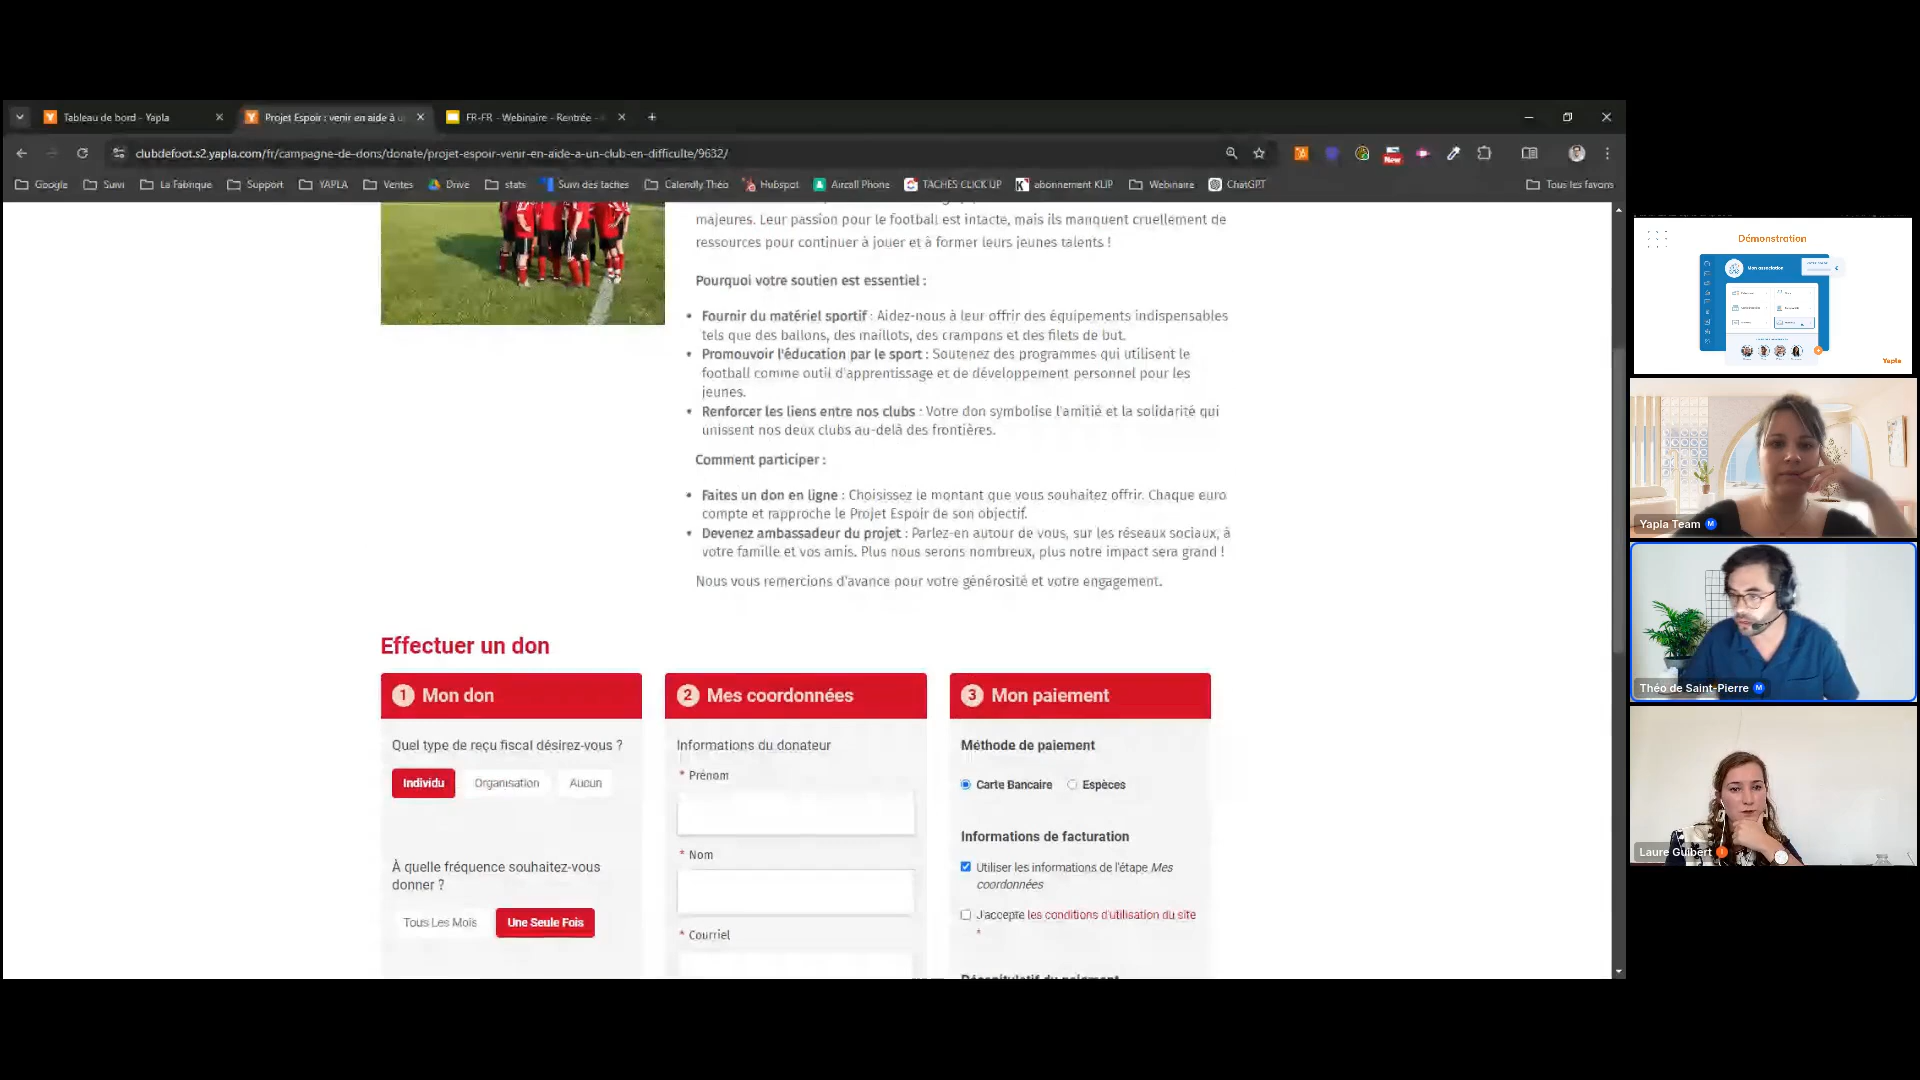 Tableau de bord - Yapla
Projet Espoir : venir en aide à u
FR-FR - Webinaire - Rentrée -
clubdefoot.s2.yapla.com/fr/campagne-de-dons/donate/projet-espoir-venir-en-aide-a-un-club-en-difficulte/9632/
New
Google
Suivi
La Fabrique
Support
YAPLA
Ventes
Drive
stats
Suivi des taches
Calendly Théo
Hubspot
Aircall Phone
TACHES CLICK UP
abonnement KLIP
Webinaire
ChatGPT
Tous les favoris
majeures. Leur passion pour le football est intacte, mais ils manquent cruellement de
ressources pour continuer à jouer et à former leurs jeunes talents !
Pourquoi votre soutien est essentiel :
• Fournir du matériel sportif : Aidez-nous à leur offrir des équipements indispensables
tels que des ballons, des maillots, des crampons et des filets de but.
• Promouvoir l'éducation par le sport : Soutenez des programmes qui utilisent le
football comme outil d'apprentissage et de développement personnel pour les
jeunes.
• Renforcer les liens entre nos clubs : Votre don symbolise l'amitié et la solidarité qui
unissent nos deux clubs au-delà des frontières.
Comment participer :
• Faites un don en ligne : Choisissez le montant que vous souhaitez offrir. Chaque euro
compte et rapproche le Projet Espoir de son objectif.
• Devenez ambassadeur du projet : Parlez-en autour de vous, sur les réseaux sociaux, à
votre famille et vos amis. Plus nous serons nombreux, plus notre impact sera grand !
Nous vous remercions d'avance pour votre générosité et votre engagement.
Effectuer un don
1 Mon don
Quel type de reçu fiscal désirez-vous ?
Individu
Organisation
Aucun
À quelle fréquence souhaitez-vous
donner ?
Tous Les Mois
Une Seule Fois
2 Mes coordonnées
Informations du donateur
* Prénom
* Nom
* Courriel
3 Mon paiement
Méthode de paiement
Carte Bancaire
Espèces
Informations de facturation
Utiliser les informations de l'étape Mes
coordonnées
J'accepte les conditions d'utilisation du site
*
Récapitulatif du paiement
Démonstration
Mon association
Yapla
Yapla Team
Théo de Saint-Pierre
Laure Guibert